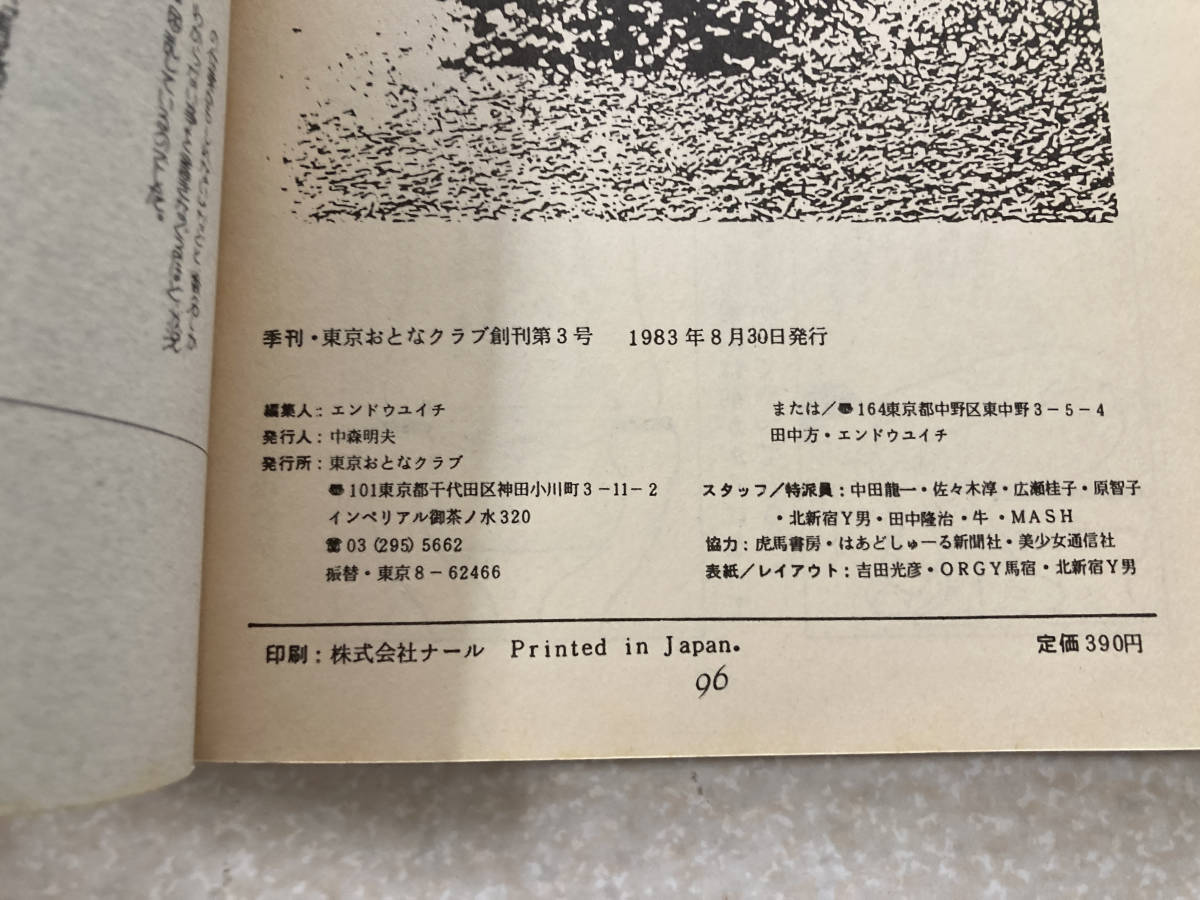 季刊・東京おとなクラブ創刊第3号　1983年8月30日発行
編集人：エンドウユイチ
発行人：中森明夫
発行所：東京おとなクラブ
101東京都千代田区神田小川町3-11-2
インペリアル御茶ノ水320
☎03(295)5662
振替・東京8-62466
または/164東京都中野区東中野3-5-4
田中方・エンドウユイチ
スタッフ/特派員：中田龍一・佐々木淳・広瀬桂子・原智子
・北新宿Y男・田中隆治・牛・MASH
協力：虎馬書房・はあどしゅーる新聞社・美少女通信社
表紙/レイアウト：吉田光彦・ORGY馬宿・北新宿Y男
印刷：株式会社ナール　Printed in Japan.
定価390円
96